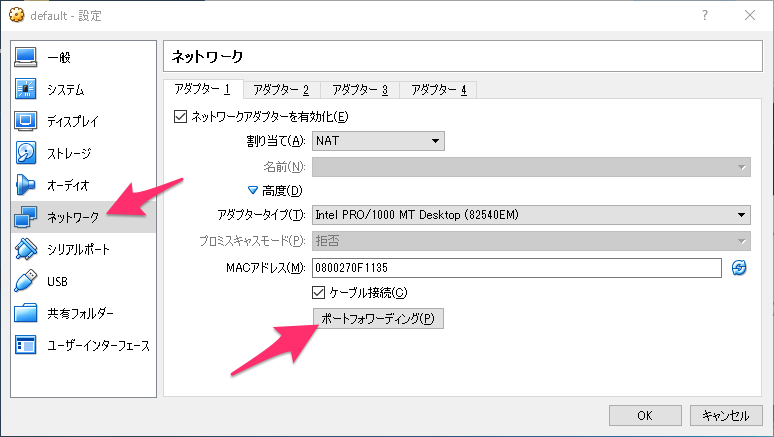 default - 設定
一般
システム
ディスプレイ
ストレージ
オーディオ
ネットワーク
シリアルポート
USB
共有フォルダー
ユーザーインターフェース
ネットワーク
アダプター 1 アダプター 2 アダプター 3 アダプター 4
ネットワークアダプターを有効化(E)
割り当て(A): NAT
名前(N):
高度(D)
アダプタータイプ(T): Intel PRO/1000 MT Desktop (82540EM)
プロミスキャスモード(P): 拒否
MACアドレス(M): 0800270F1135
ケーブル接続(C)
ポートフォワーディング(P)
OK キャンセル